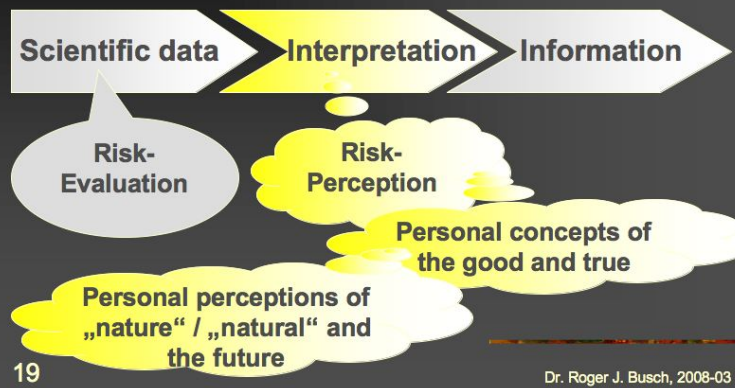 Scientific data
Interpretation
Information
Risk-
Evaluation
Risk-
Perception
Personal concepts of
the good and true
Personal perceptions of
„nature“ / „natural“ and
the future
19
Dr. Roger J. Busch, 2008-03